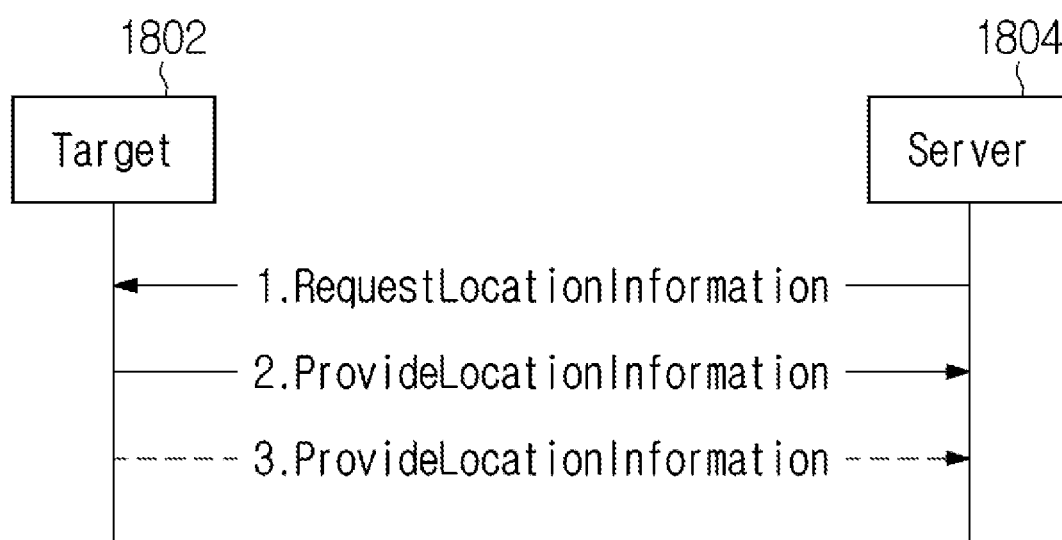 1802
1804
Target
Server
1.RequestLocationInformation
2.ProvideLocationInformation
3.ProvideLocationInformation